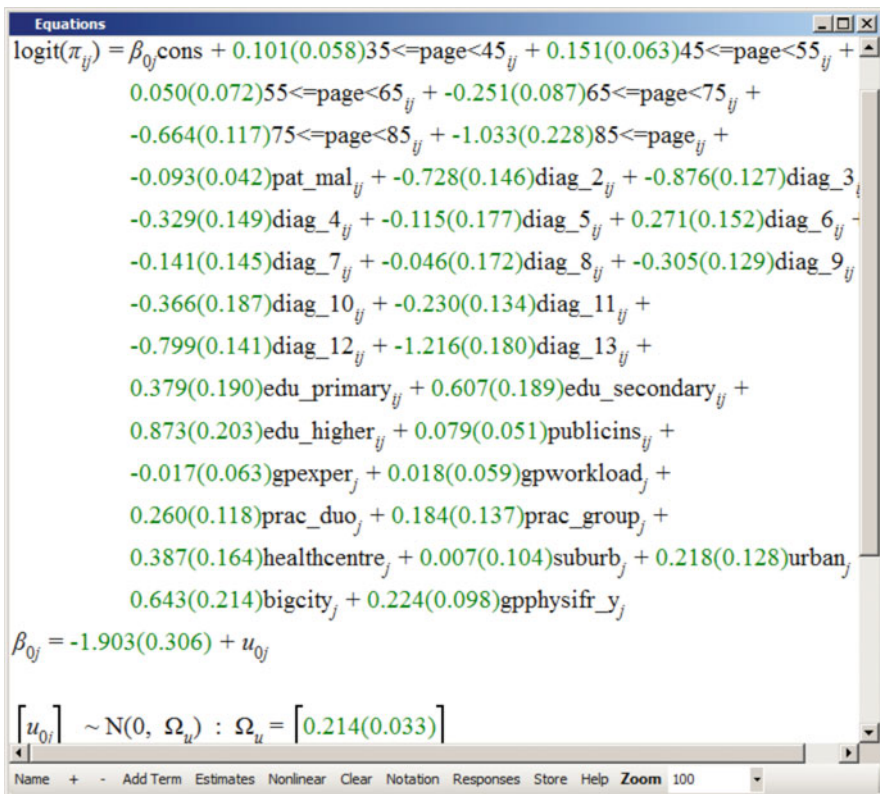 Equations
logit(π_ij) = β_0jcons + 0.101(0.058)35<=page<45_ij + 0.151(0.063)45<=page<55_ij +
0.050(0.072)55<=page<65_ij + -0.251(0.087)65<=page<75_ij +
-0.664(0.117)75<=page<85_ij + -1.033(0.228)85<=page_ij +
-0.093(0.042)pat_mal_ij + -0.728(0.146)diag_2_ij + -0.876(0.127)diag_3_ij
-0.329(0.149)diag_4_ij + -0.115(0.177)diag_5_ij + 0.271(0.152)diag_6_ij +
-0.141(0.145)diag_7_ij + -0.046(0.172)diag_8_ij + -0.305(0.129)diag_9_ij
-0.366(0.187)diag_10_ij + -0.230(0.134)diag_11_ij +
-0.799(0.141)diag_12_ij + -1.216(0.180)diag_13_ij +
0.379(0.190)edu_primary_ij + 0.607(0.189)edu_secondary_ij +
0.873(0.203)edu_higher_ij + 0.079(0.051)publicins_ij +
-0.017(0.063)gpexper_j + 0.018(0.059)gpworkload_j +
0.260(0.118)prac_duo_j + 0.184(0.137)prac_group_j +
0.387(0.164)healthcentre_j + 0.007(0.104)suburb_j + 0.218(0.128)urban_j
0.643(0.214)bigcity_j + 0.224(0.098)gpphysifr_y_j
β_0j = -1.903(0.306) + u_0j
[u_0j] ~ N(0, Ω_u) : Ω_u = [0.214(0.033)]
Name + - Add Term Estimates Nonlinear Clear Notation Responses Store Help Zoom 100